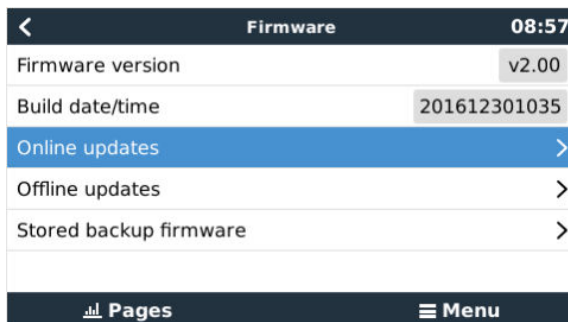 Firmware 08:57
Firmware version v2.00
Build date/time 201612301035
Online updates
Offline updates
Stored backup firmware
Pages Menu